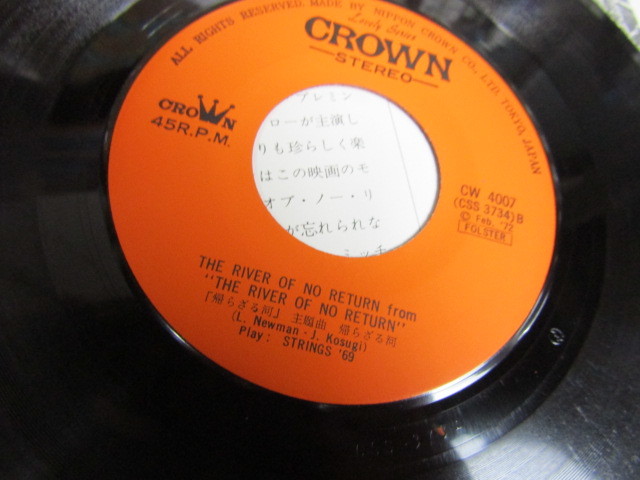 ALL RIGHTS RESERVED. MADE BY NIPPON CROWN CO., LTD. TOKYO, JAPAN
Lovely Series
CROWN
STEREO
CROWN
45R.P.M.
CW 4007
(CSS 3734)B
Ⓒ Feb. '72
FOLSTER
ローが主演し
りも珍らしく楽
はこの映画のモ
オブ・ノー・リ
が忘れられな
ミッチ
THE RIVER OF NO RETURN from
"THE RIVER OF NO RETURN"
「帰らざる河」 主題曲 帰らざる河
(L. Newman - J. Kosugi)
Play: STRINGS '69